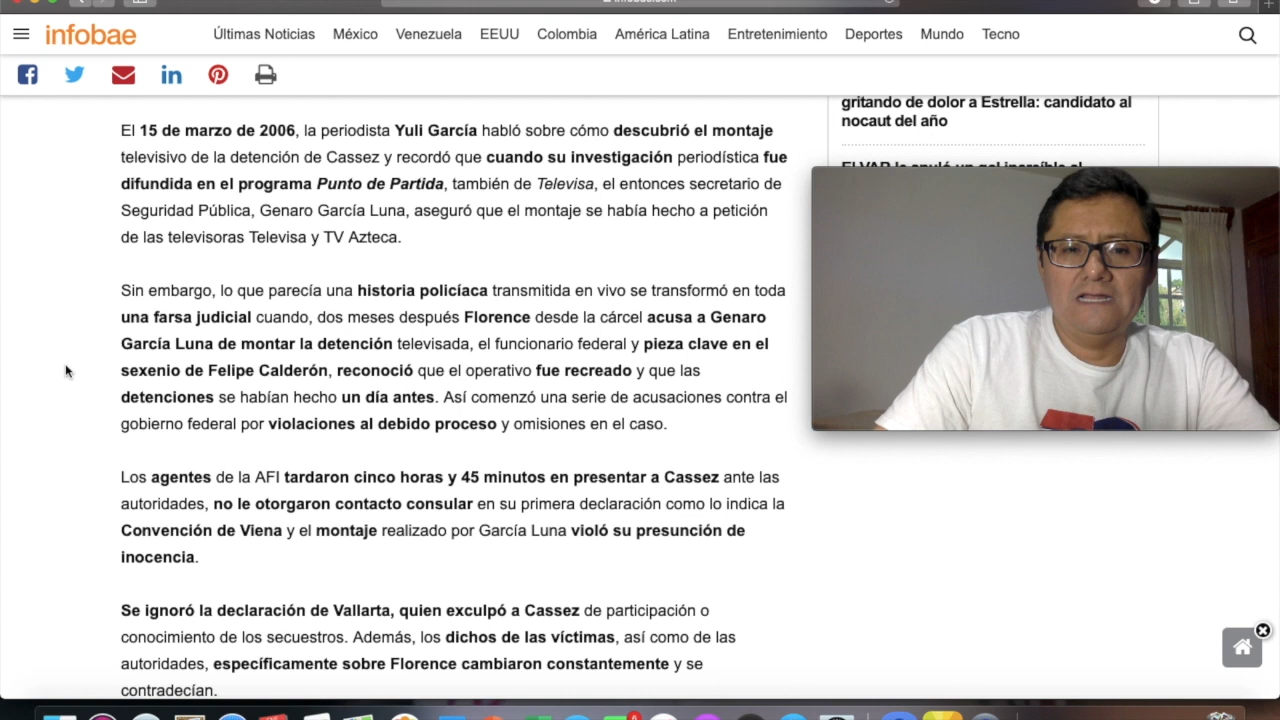 infobae
Últimas Noticias México Venezuela EEUU Colombia América Latina Entretenimiento Deportes Mundo Tecno
El 15 de marzo de 2006, la periodista Yuli García habló sobre cómo descubrió el montaje
televisivo de la detención de Cassez y recordó que cuando su investigación periodística fue
difundida en el programa Punto de Partida, también de Televisa, el entonces secretario de
Seguridad Pública, Genaro García Luna, aseguró que el montaje se había hecho a petición
de las televisoras Televisa y TV Azteca.
Sin embargo, lo que parecía una historia policíaca transmitida en vivo se transformó en toda
una farsa judicial cuando, dos meses después Florence desde la cárcel acusa a Genaro
García Luna de montar la detención televisada, el funcionario federal y pieza clave en el
sexenio de Felipe Calderón, reconoció que el operativo fue recreado y que las
detenciones se habían hecho un día antes. Así comenzó una serie de acusaciones contra el
gobierno federal por violaciones al debido proceso y omisiones en el caso.
Los agentes de la AFI tardaron cinco horas y 45 minutos en presentar a Cassez ante las
autoridades, no le otorgaron contacto consular en su primera declaración como lo indica la
Convención de Viena y el montaje realizado por García Luna violó su presunción de
inocencia.
Se ignoró la declaración de Vallarta, quien exculpó a Cassez de participación o
conocimiento de los secuestros. Además, los dichos de las víctimas, así como de las
autoridades, específicamente sobre Florence cambiaron constantemente y se
contradecían.
gritando de dolor a Estrella: candidato al
nocaut del año